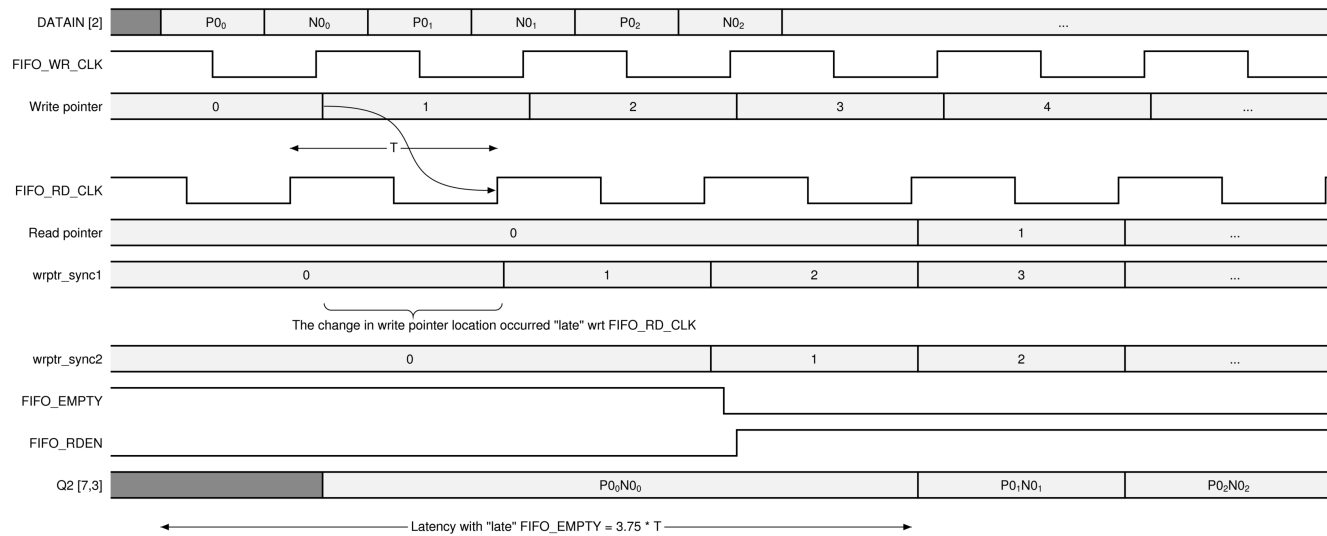 DATAIN [2] P0₀ N0₀ P0₁ N0₁ P0₂ N0₂ ...
FIFO_WR_CLK
Write pointer 0 1 2 3 4 ...
T
FIFO_RD_CLK
Read pointer 0 1 ...
wrptr_sync1 0 1 2 3 ...
The change in write pointer location occurred "late" wrt FIFO_RD_CLK
wrptr_sync2 0 1 2 ...
FIFO_EMPTY
FIFO_RDEN
Q2 [7,3] P0₀N0₀ P0₁N0₁ P0₂N0₂
Latency with "late" FIFO_EMPTY = 3.75 * T